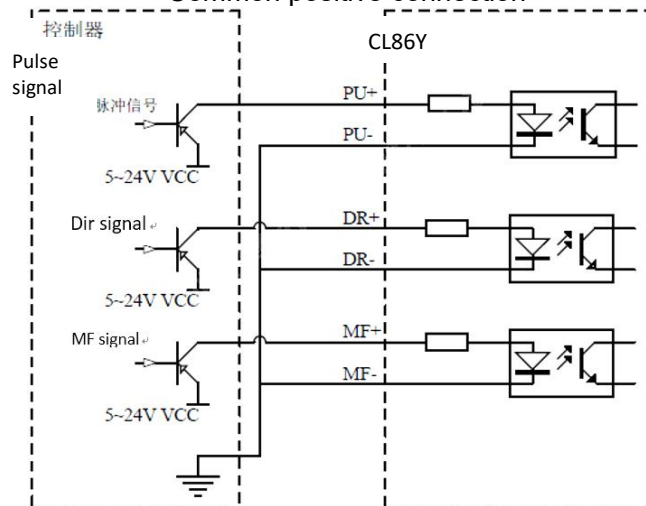 Common positive connection
控制器
CL86Y
Pulse
signal
脉冲信号
PU+
PU-
5~24V VCC
Dir signal
DR+
DR-
5~24V VCC
MF signal
MF+
MF-
5~24V VCC